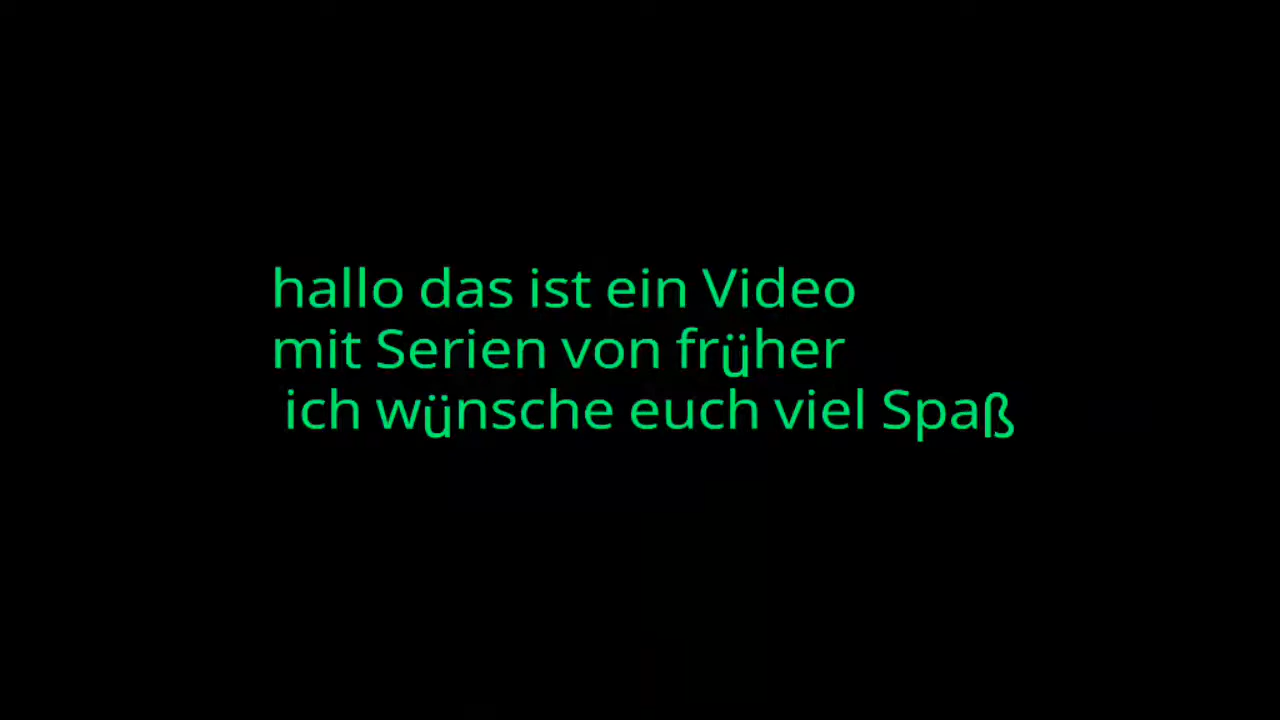 hallo das ist ein Video
mit Serien von früher
ich wünsche euch viel Spaß